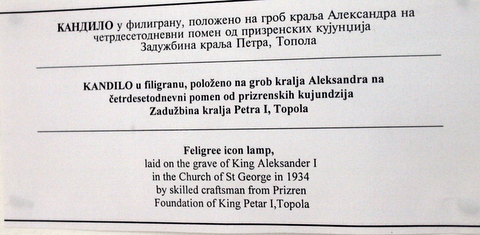 КАНДИЛО у филиграну, положено на гроб краља Александра на
четрдесетодневни помен од призренских кујунџија
Задужбина краља Петра, Топола
KANDILO u filigranu, položeno na grob kralja Aleksandra na
četrdesetodnevni pomen od prizrenskih kujundzija
Zadužbina kralja Petra I, Topola
Feligree icon lamp,
laid on the grave of King Aleksander I
in the Church of St George in 1934
by skilled craftsman from Prizren
Foundation of King Petar I,Topola